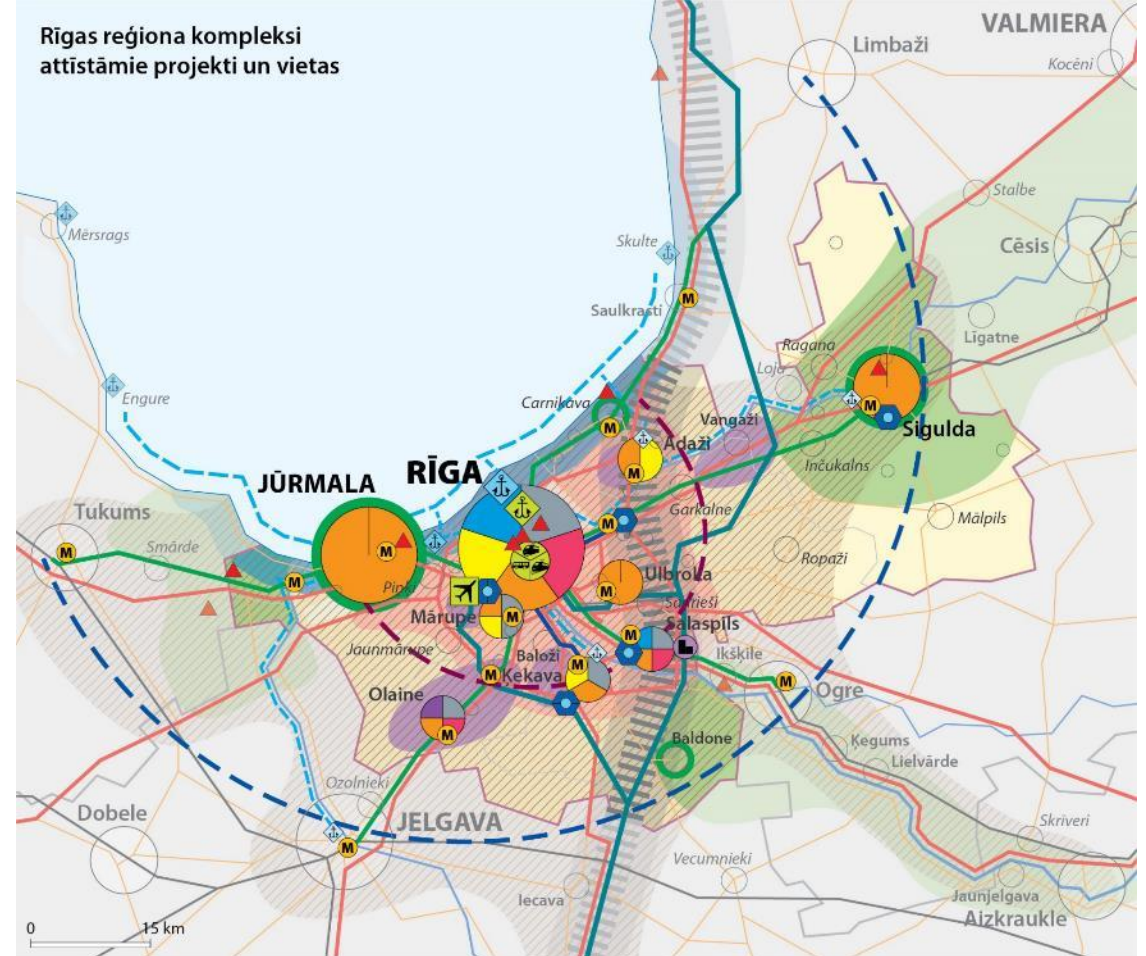 Rīgas reģiona kompleksi
attīstāmie projekti un vietas
VALMIERA
Limbaži
Kocēni
Stalbe
Mērsrags
Skulte
Cēsis
Saulkrasti
Līgatne
Ragana
Loja
Engure
Carnikava
Vangaži
M
Sigulda
Ādaži
Inčukalns
RĪGA
JŪRMALA
Garkalne
Mālpils
Tukums
Smārde
M
Ropaži
Ulbroka
Piņķi
Saurieši
Mārupe
Salaspils
Jaunmārupe
Baloži
Ikšķile
Ķekava
Ogre
Olaine
Baldone
Ķegums
Lielvārde
Ozolnieki
Dobele
JELGAVA
Skrīveri
Vecumnieki
Iecava
Jaunjelgava
Aizkraukle
0 15 km